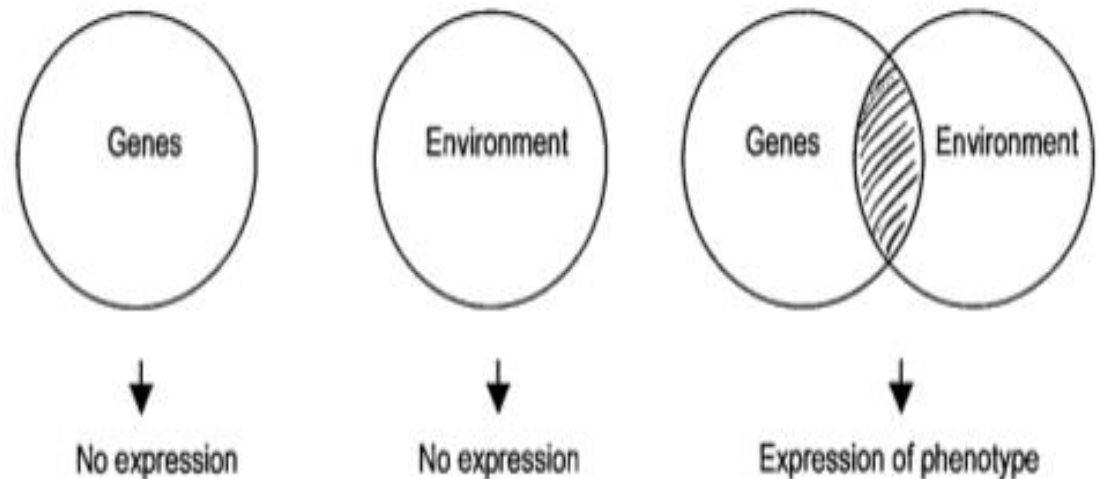 Genes
Environment
Genes
Environment
No expression
No expression
Expression of phenotype